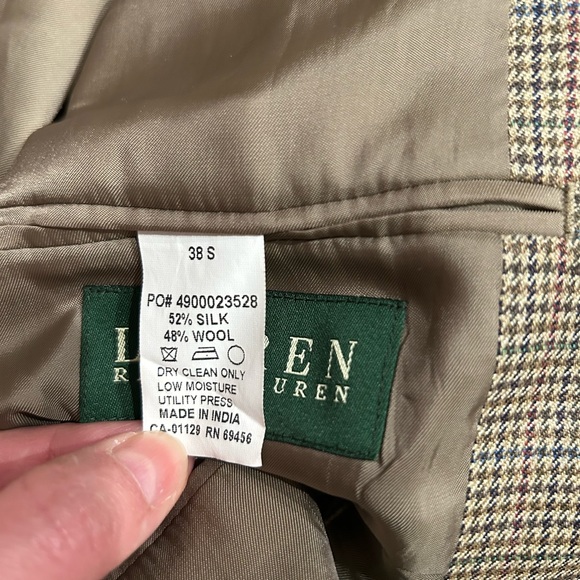 38 S
PO# 4900023528
52% SILK
48% WOOL
DRY CLEAN ONLY
LOW MOISTURE
UTILITY PRESS
MADE IN INDIA
CA-01129 RN 69456